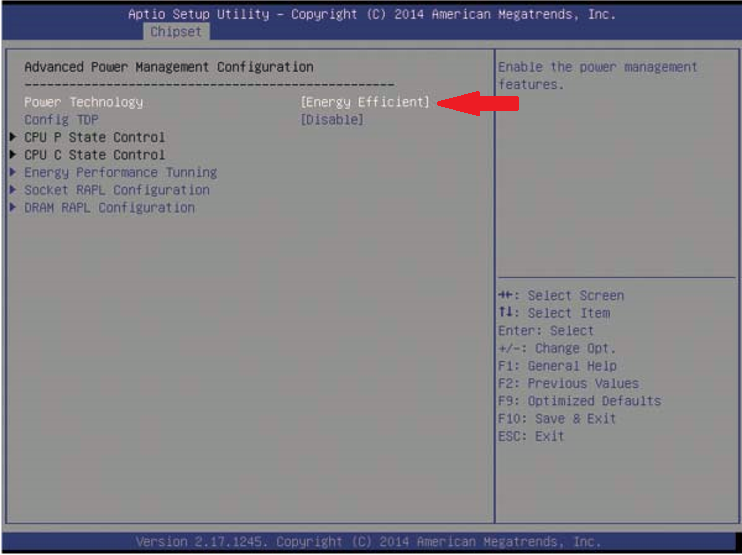 Aptio Setup Utility – Copyright (C) 2014 American Megatrends, Inc.
Chipset
Advanced Power Management Configuration
------------------------------------------------
Power Technology [Energy Efficient]
Config TDP [Disable]
CPU P State Control
CPU C State Control
Energy Performance Tunning
Socket RAPL Configuration
DRAM RAPL Configuration
Enable the power management
features.
→←: Select Screen
↑↓: Select Item
Enter: Select
+/-: Change Opt.
F1: General Help
F2: Previous Values
F9: Optimized Defaults
F10: Save & Exit
ESC: Exit
Version 2.17.1245. Copyright (C) 2014 American Megatrends, Inc.